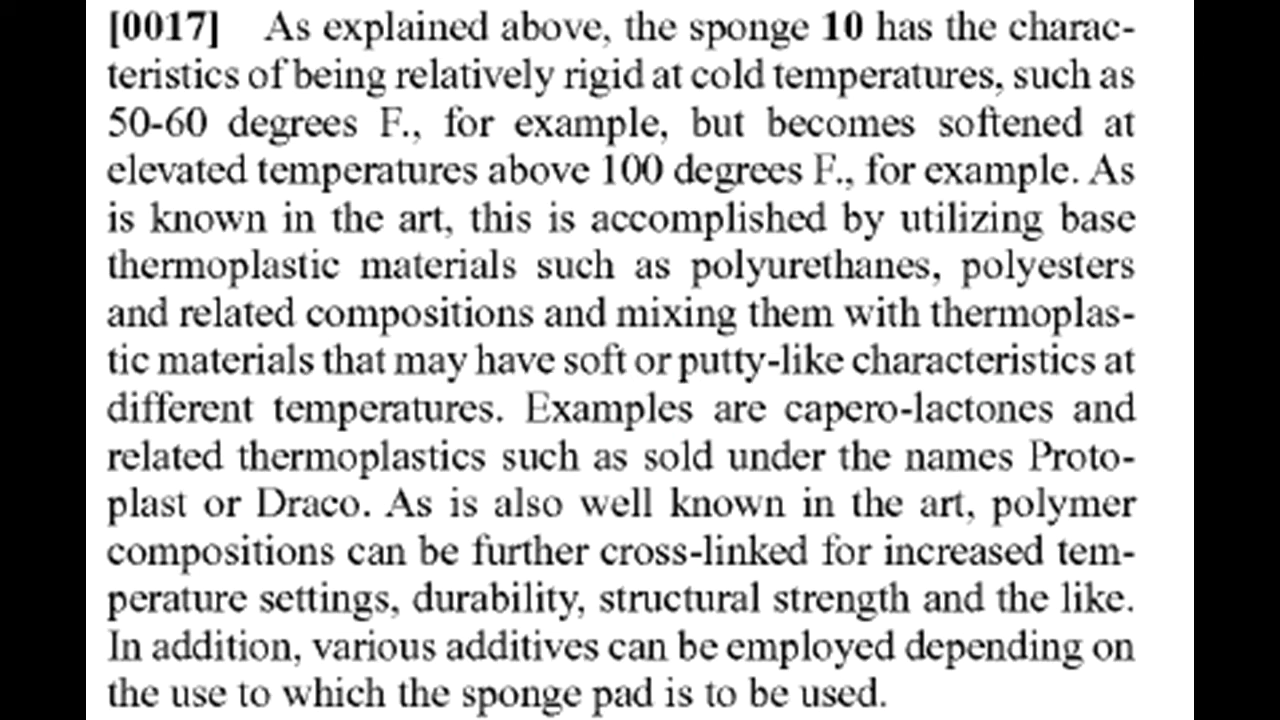 [0017] As explained above, the sponge 10 has the charac-
teristics of being relatively rigid at cold temperatures, such as
50-60 degrees F., for example, but becomes softened at
elevated temperatures above 100 degrees F., for example. As
is known in the art, this is accomplished by utilizing base
thermoplastic materials such as polyurethanes, polyesters
and related compositions and mixing them with thermoplas-
tic materials that may have soft or putty-like characteristics at
different temperatures. Examples are capero-lactones and
related thermoplastics such as sold under the names Proto-
plast or Draco. As is also well known in the art, polymer
compositions can be further cross-linked for increased tem-
perature settings, durability, structural strength and the like.
In addition, various additives can be employed depending on
the use to which the sponge pad is to be used.